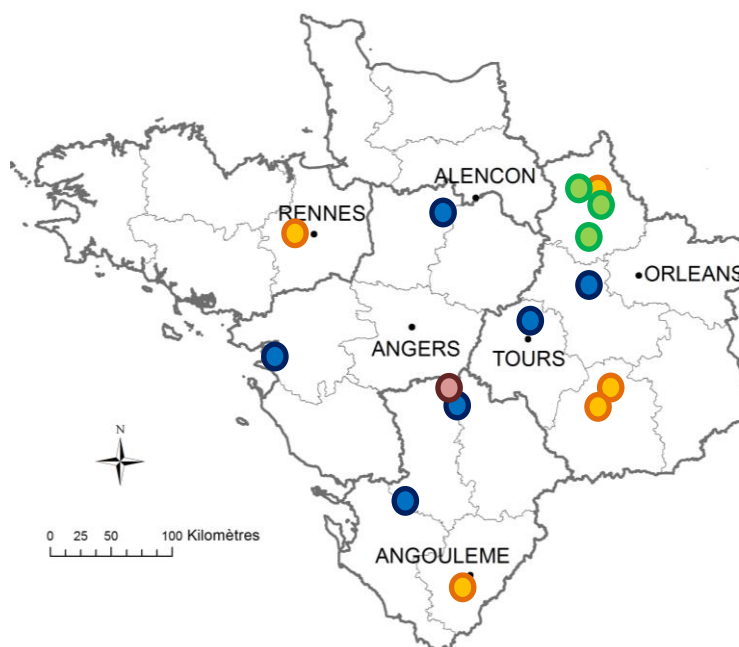 ALENCON
RENNES
ORLEANS
ANGERS
TOURS
N
0 25 50 100 Kilomètres
ANGOULEME